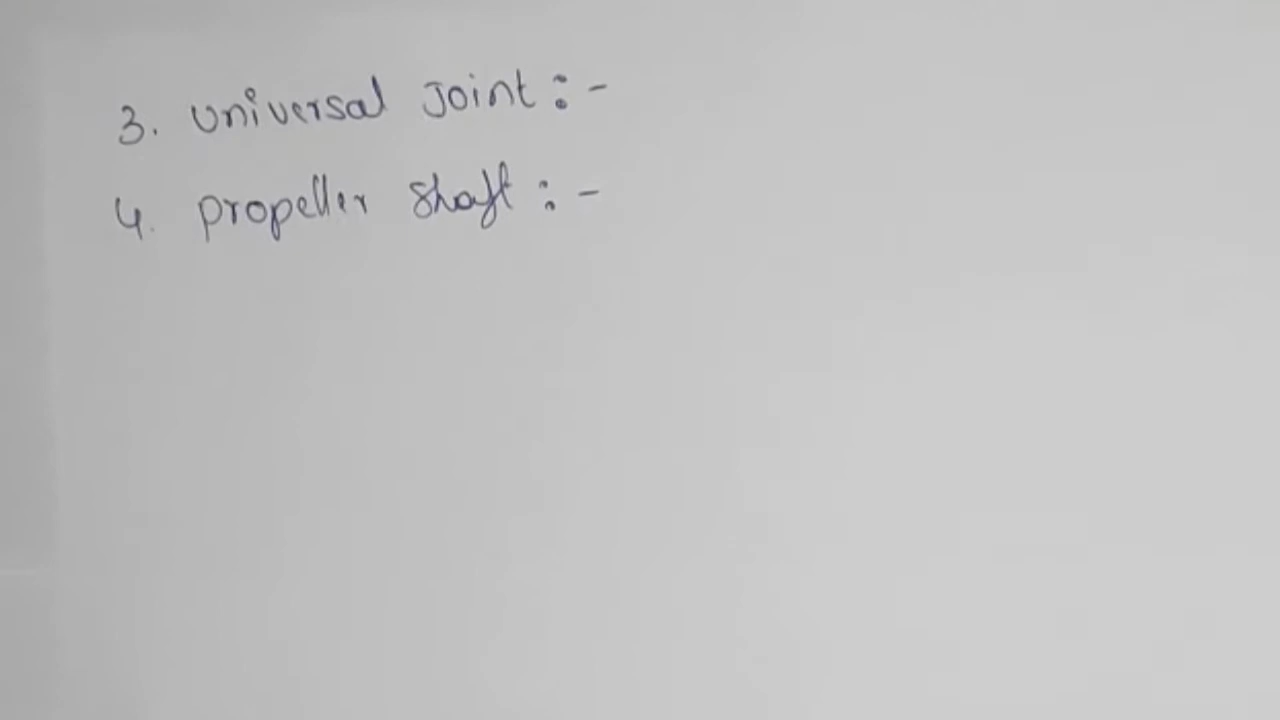 3. Universal Joint :-
4. Propeller Shaft :-